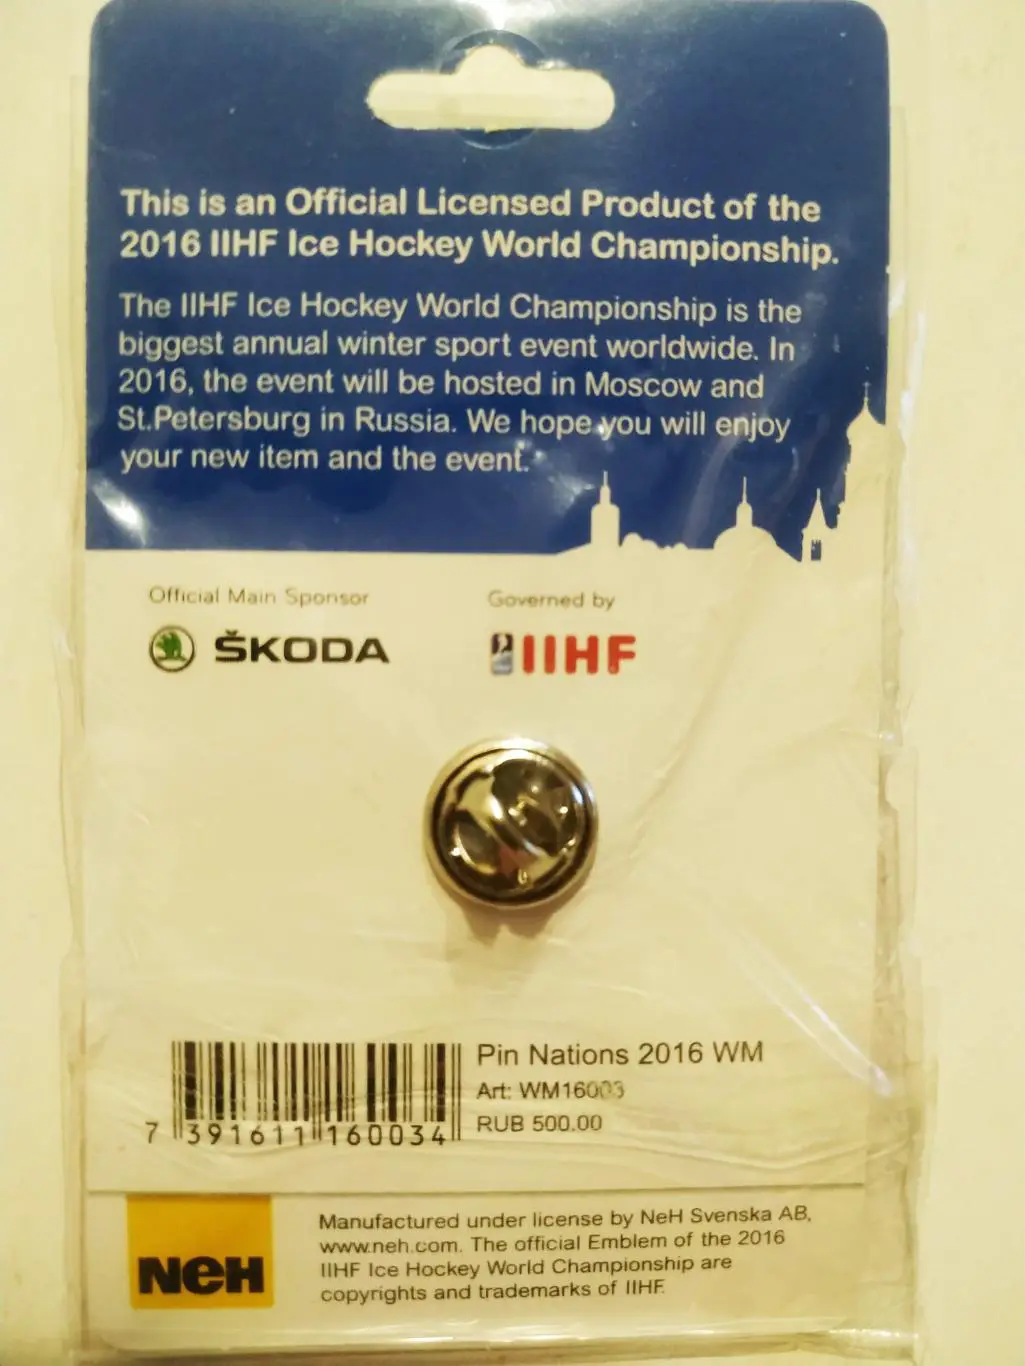 This is an Official Licensed Product of the
2016 IIHF Ice Hockey World Championship.
The IIHF Ice Hockey World Championship is the
biggest annual winter sport event worldwide. In
2016, the event will be hosted in Moscow and
St.Petersburg in Russia. We hope you will enjoy
your new item and the event.
Official Main Sponsor
Governed by
ŠKODA
IIHF
Pin Nations 2016 WM
Art: WM16003
RUB 500.00
7 391611 160034
NeH
Manufactured under license by NeH Svenska AB,
www.neh.com. The official Emblem of the 2016
IIHF Ice Hockey World Championship are
copyrights and trademarks of IIHF.